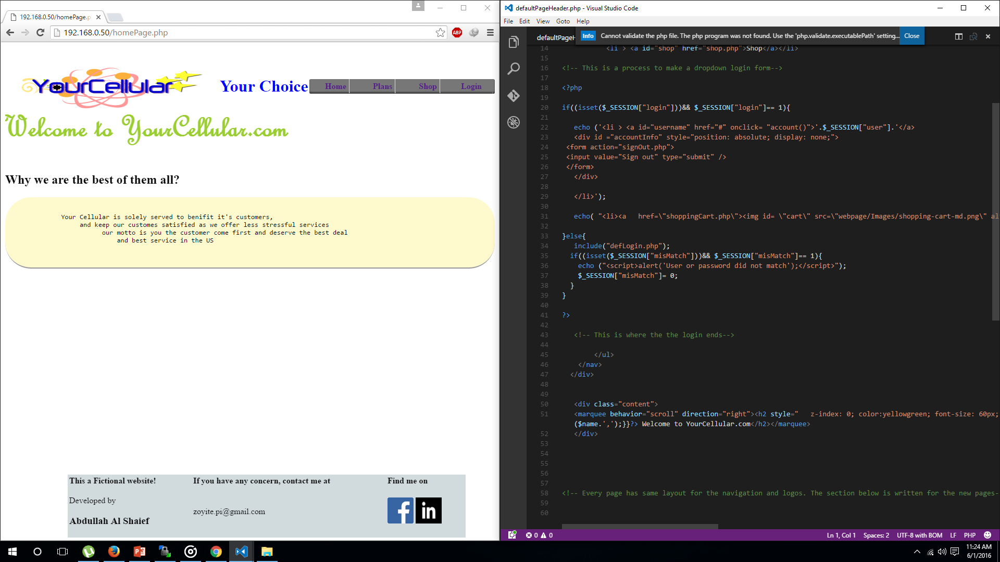 192.168.0.50/homePage.p
192.168.0.50/homePage.php
ABP
YourCellular
Your Choice
Home
Plans
Shop
Login
Welcome to YourCellular.com
Why we are the best of them all?
Your Cellular is solely served to benifit it's customers,
and keep our customes satisfied as we offer less stressful services
our motto is you the customer come first and deserve the best deal
and best service in the US
This a Fictional website!
Developed by
Abdullah Al Shaief
If you have any concern, contact me at
zoyite.pi@gmail.com
Find me on
f
in
defaultPageHeader.php - Visual Studio Code
File Edit View Goto Help
defaultPageH
Info Cannot validate the php file. The php program was not found. Use the 'php.validate.executablePath' setting... Close
14 <li > <a id="shop" href="shop.php">Shop</a></li>
15
16 <!-- This is a process to make a dropdown login form-->
17
18 <?php
19
20 if((isset($_SESSION["login"]))&& $_SESSION["login"]== 1){
21
22 echo ('<li > <a id="username" href="#" onclick= "account()">'.$_SESSION["user"].'</a>
23 <div id ="accountInfo" style="position: absolute; display: none;">
24 <form action="signOut.php">
25 <input value="Sign out" type="submit" />
26 </form>
27 </div>
28
29 </li>');
30
31 echo( "<li><a   href=\"shoppingCart.php\"><img id= \"cart\" src=\"webpage/Images/shopping-cart-md.png\" al
32
33 }else{
34 include("defLogin.php");
35 if((isset($_SESSION["misMatch"]))&& $_SESSION["misMatch"]== 1){
36 echo ("<script>alert('User or password did not match');</script>");
37 $_SESSION["misMatch"]= 0;
38 }
39 }
40
41 ?>
42
43 <!-- This is where the the login ends-->
44
45 </ul>
46 </nav>
47 </div>
48
49
50 <div class="content">
51 <marquee behavior="scroll" direction="right"><h2 style="   z-index: 0; color:yellowgreen; font-size: 60px;
($name.',');}}?> Welcome to YourCellular.com</h2></marquee>
52 </div>
53
54
55
56
57
58 <!-- Every page has same layout for the navigation and logos. The section below is written for the new pages-
59
60
0 0
Ln 1, Col 1 Spaces: 2 UTF-8 with BOM LF PHP
11:24 AM
6/1/2016